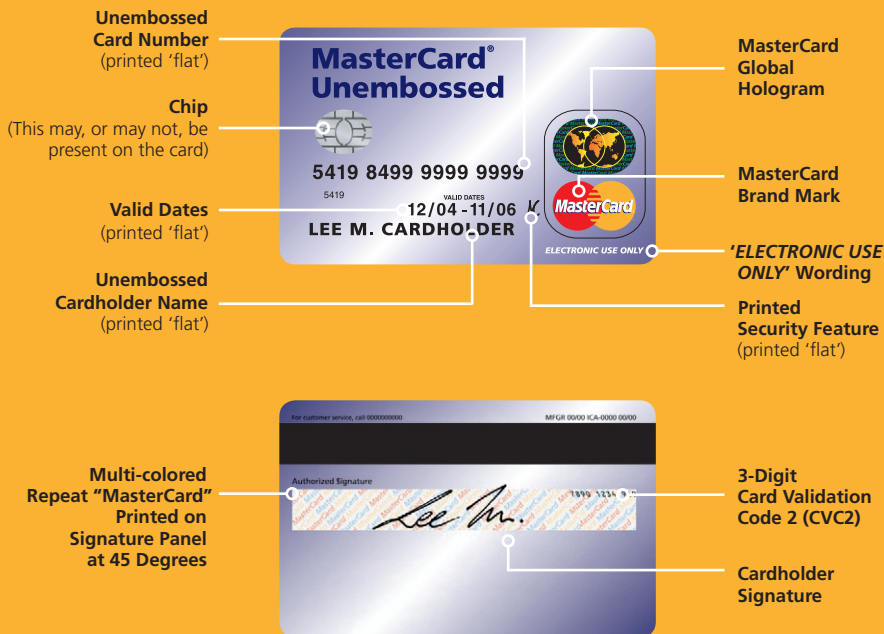 Unembossed
Card Number
(printed ‘flat’)
Chip
(This may, or may not, be
present on the card)
Valid Dates
(printed ‘flat’)
Unembossed
Cardholder Name
(printed ‘flat’)
MasterCard®
Unembossed
5419 8499 9999 9999
5419
VALID DATES
12/04 - 11/06
LEE M. CARDHOLDER
MasterCard
ELECTRONIC USE ONLY
MasterCard
Global
Hologram
MasterCard
Brand Mark
‘ELECTRONIC USE
ONLY’ Wording
Printed
Security Feature
(printed ‘flat’)
Multi-colored
Repeat “MasterCard”
Printed on
Signature Panel
at 45 Degrees
For customer service, call 0000000000
MFGR 00/00 ICA-0000 00/00
Authorized Signature
Lee M.
7890 1234
3-Digit
Card Validation
Code 2 (CVC2)
Cardholder
Signature